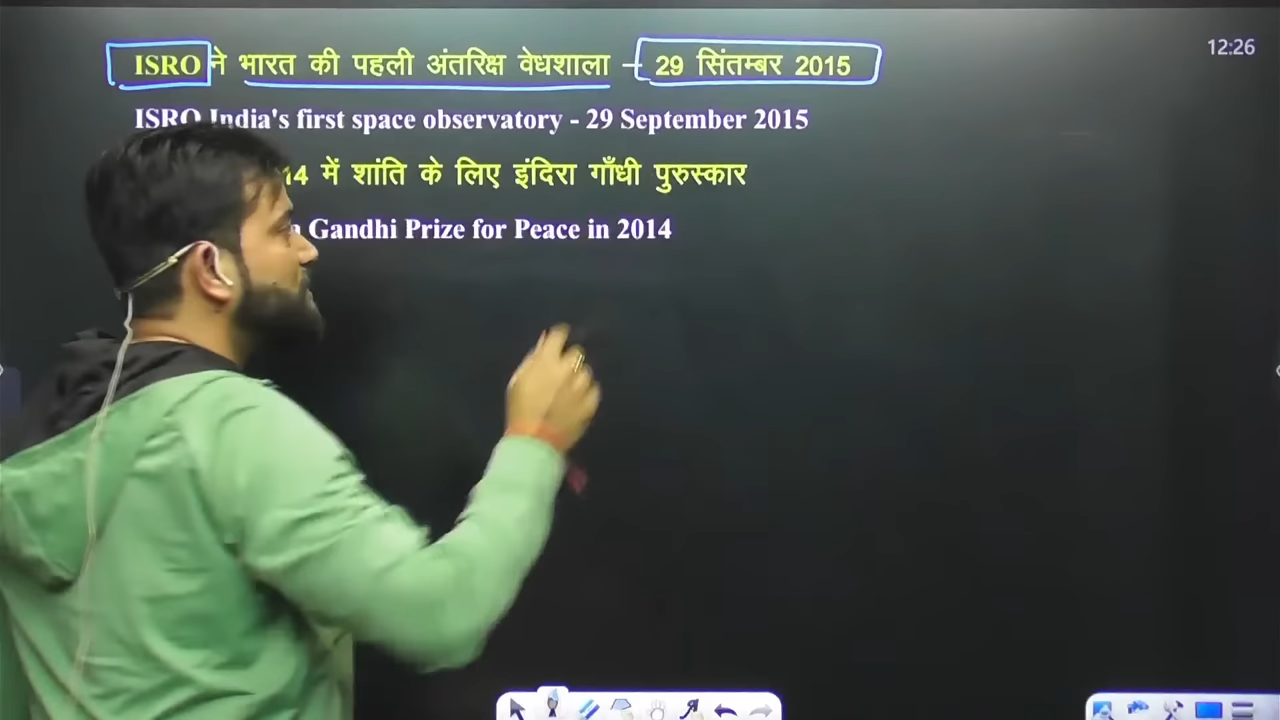 ISRO ने भारत की पहली अंतरिक्ष वेधशाला – 29 सिंतम्बर 2015
12:26
ISRO India's first space observatory - 29 September 2015
14 में शांति के लिए इंदिरा गाँधी पुरुस्कार
Gandhi Prize for Peace in 2014